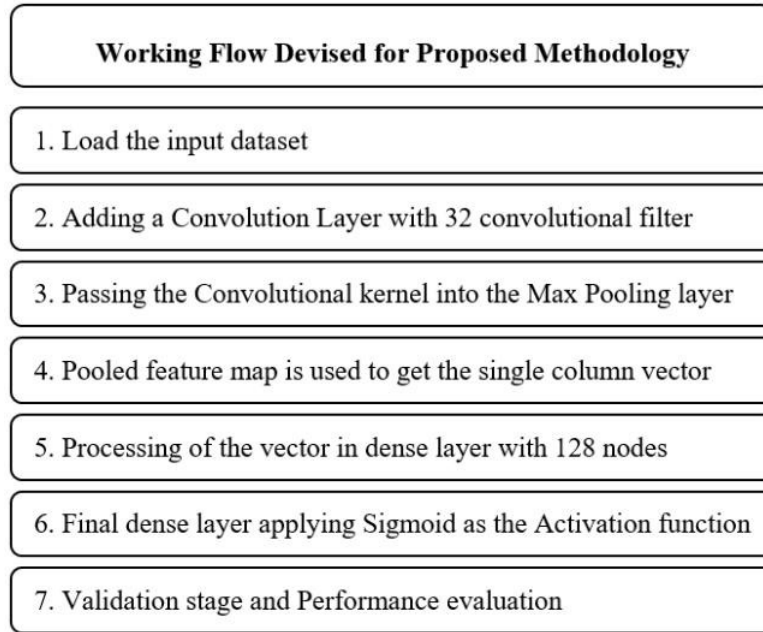 Working Flow Devised for Proposed Methodology
1. Load the input dataset
2. Adding a Convolution Layer with 32 convolutional filter
3. Passing the Convolutional kernel into the Max Pooling layer
4. Pooled feature map is used to get the single column vector
5. Processing of the vector in dense layer with 128 nodes
6. Final dense layer applying Sigmoid as the Activation function
7. Validation stage and Performance evaluation